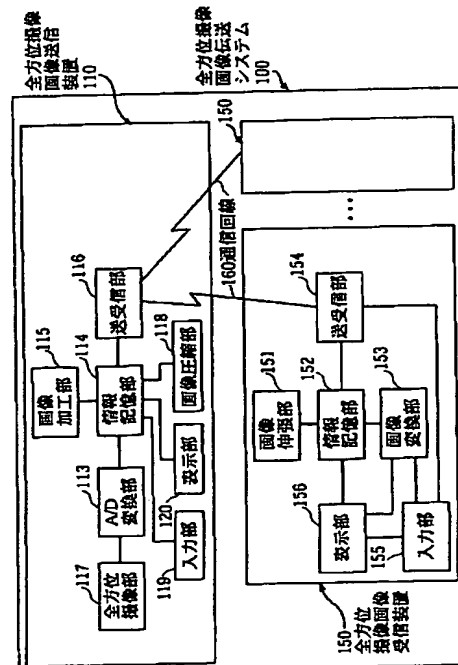 全方位撮像
画像送信
装置
110
全方位撮像
画像伝送
システム
100
116
送受信部
160通信回線
150
115
画像
加工部
114
情報
記憶部
118
画像圧縮部
113
A/D
変換部
120
表示部
117
全方位
撮像部
119
入力部
…
154
送受信部
151
画像
伸張部
152
情報
記憶部
153
画像
変換部
156
表示部
155
入力部
150
全方位
撮像画像
受信装置